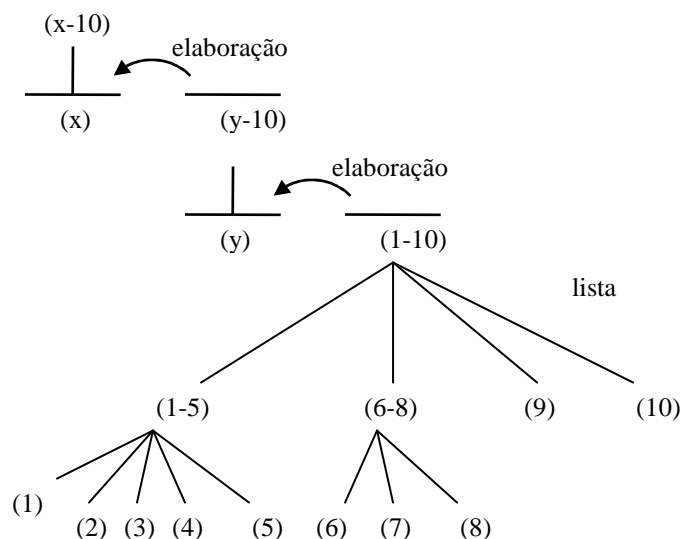 (x-10)
elaboração
(x) (y-10)
elaboração
(y) (1-10)
lista
(1-5) (6-8) (9) (10)
(1) (2) (3) (4) (5) (6) (7) (8)